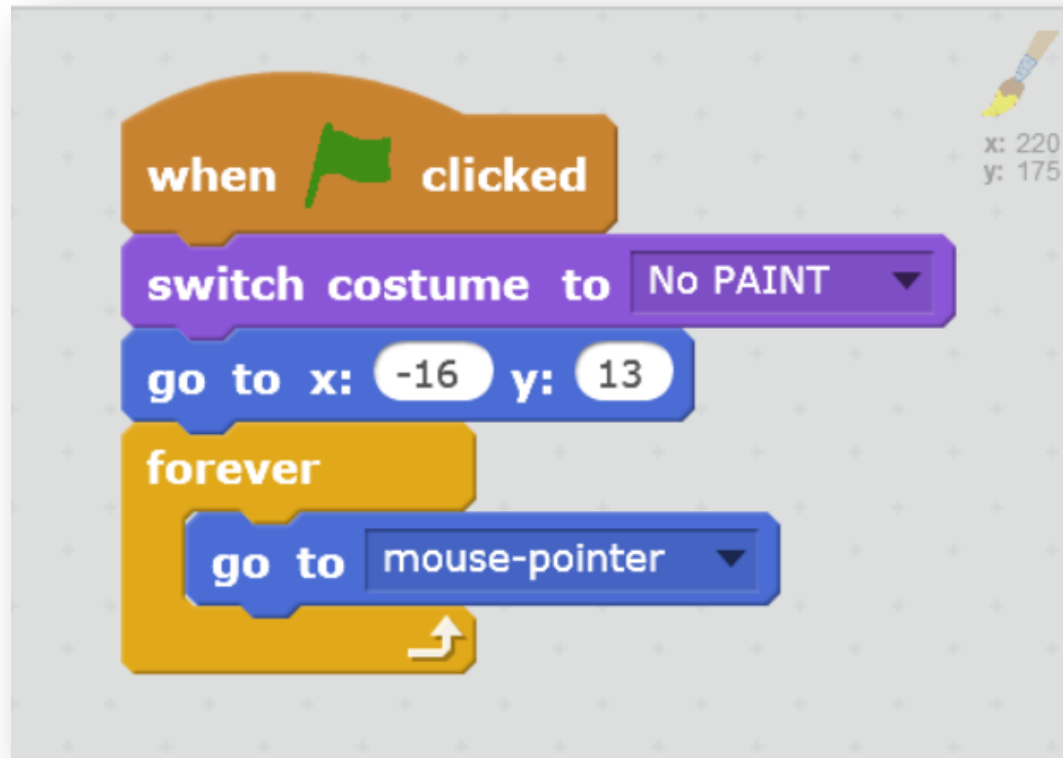 when clicked
x: 220
y: 175
switch costume to No PAINT
go to x: -16 y: 13
forever
go to mouse-pointer